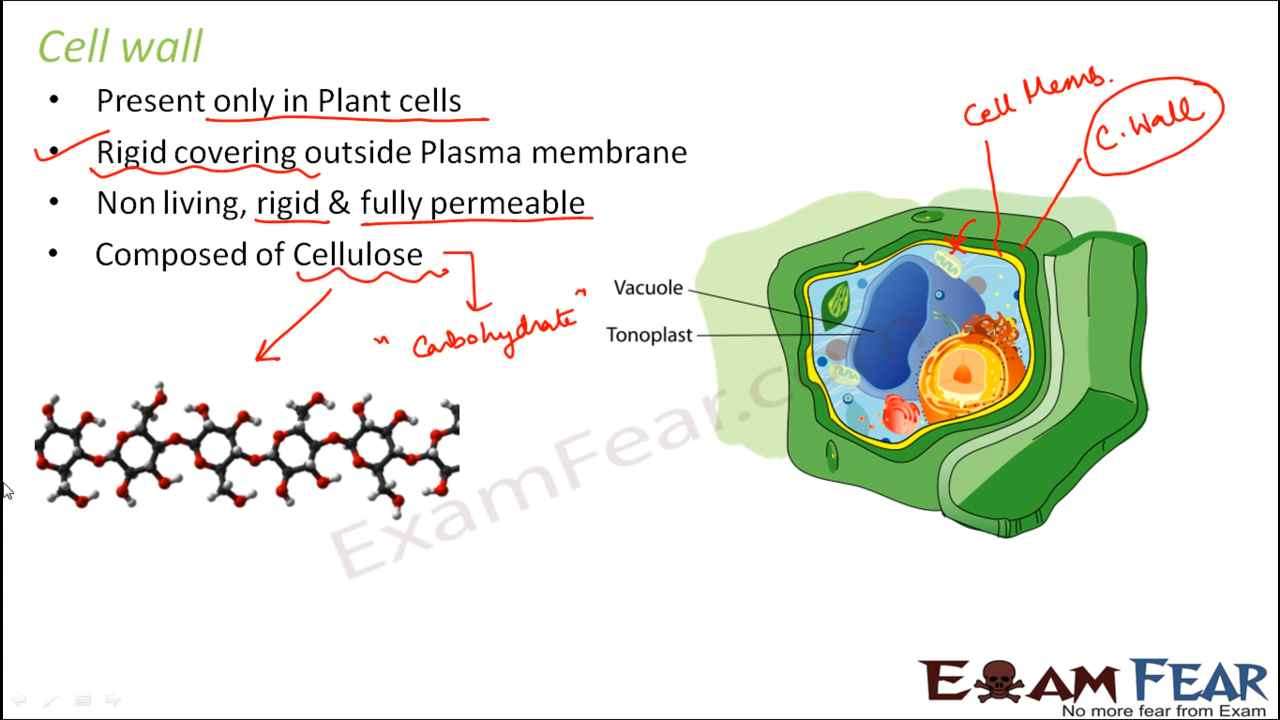 Cell wall
• Present only in Plant cells
• Rigid covering outside Plasma membrane
• Non living, rigid & fully permeable
• Composed of Cellulose
" Carbohydrate "
Cell Memb.
C. Wall
Vacuole
Tonoplast
ExamFear.com
EXAM FEAR
No more fear from Exam